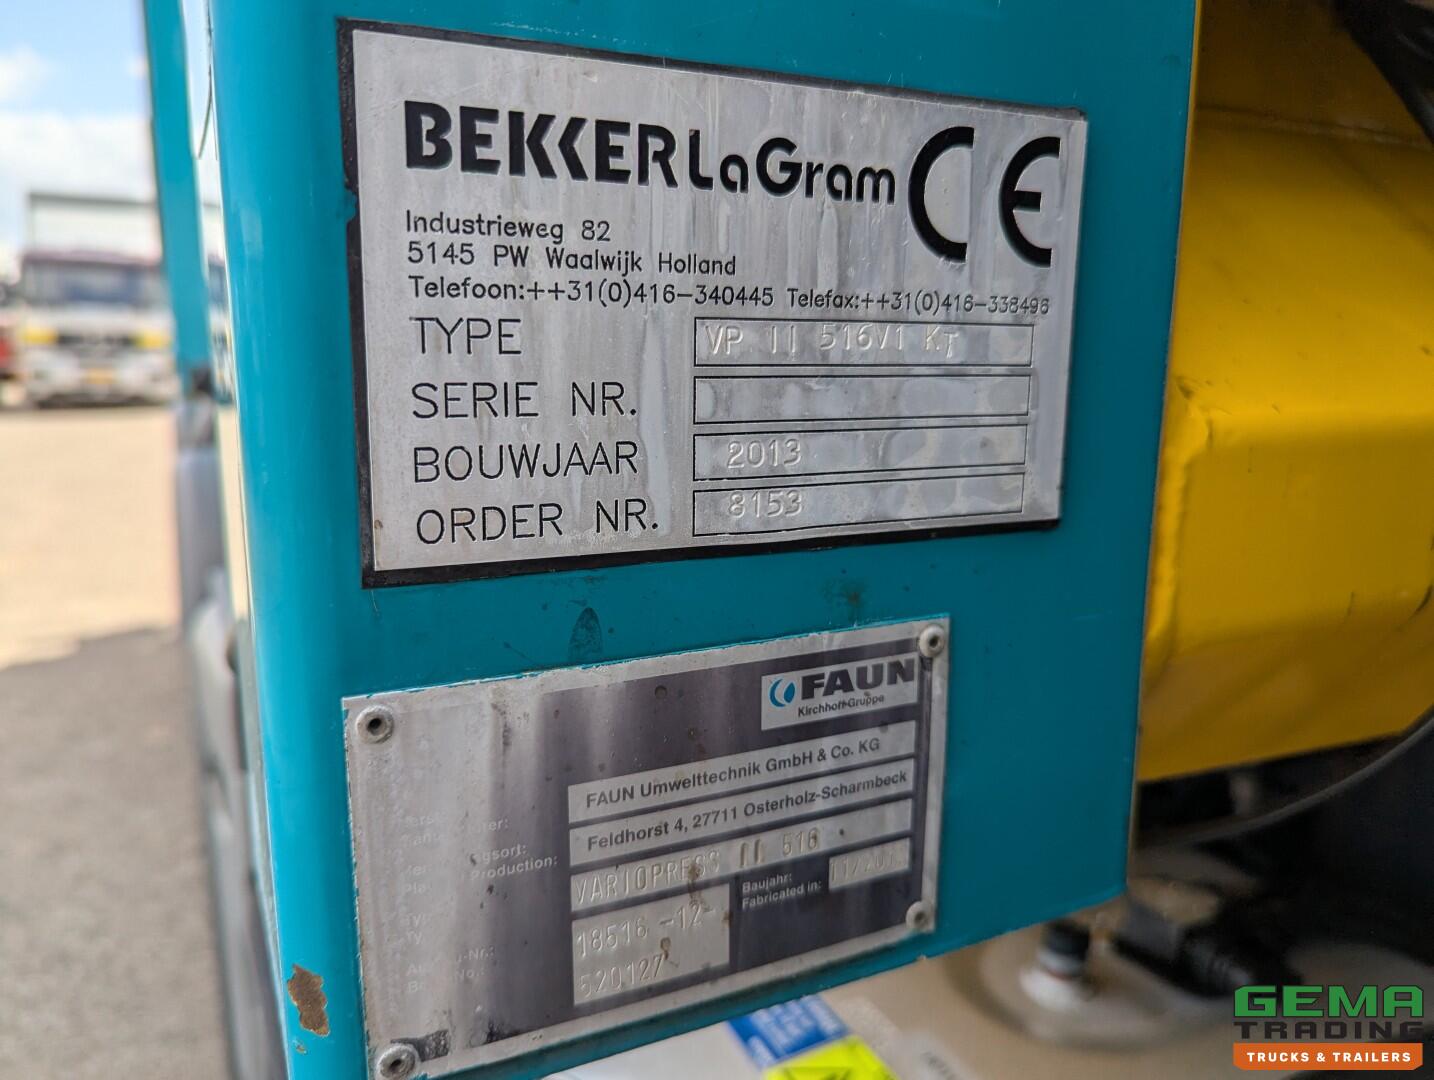 BEKKER LaGram CE
Industrieweg 82
5145 PW Waalwijk Holland
Telefoon:++31(0)416-340445 Telefax:++31(0)416-338496
TYPE VP II 516V1 KT
SERIE NR.
BOUWJAAR 2013
ORDER NR. 8153
FAUN
Kirchhoff-Gruppe
FAUN Umwelttechnik GmbH & Co. KG
Feldhorst 4, 27711 Osterholz-Scharmbeck
Production:
VARIOPRESS II 516
Baujahr:
Fabricated in:
18516 -12-
520127
GEMA
TRADING
TRUCKS & TRAILERS